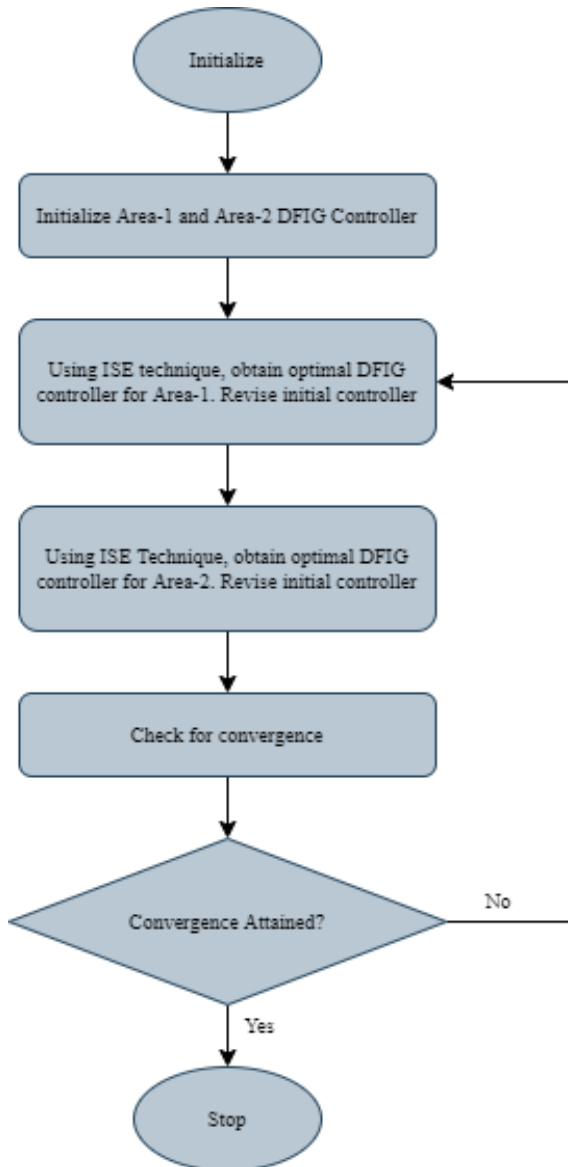 Initialize
Initialize Area-1 and Area-2 DFIG Controller
Using ISE technique, obtain optimal DFIG
controller for Area-1. Revise initial controller
Using ISE Technique, obtain optimal DFIG
controller for Area-2. Revise initial controller
Check for convergence
Convergence Attained?
No
Yes
Stop